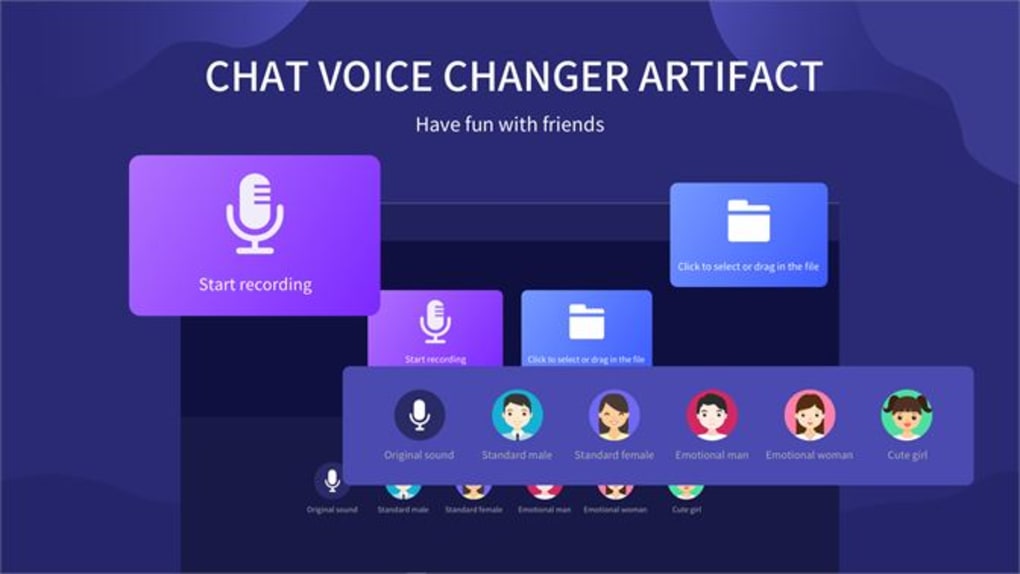 CHAT VOICE CHANGER ARTIFACT
Have fun with friends
Start recording
Click to select or drag in the file
Start recording
Click to select or drag in the file
Original sound
Standard male
Standard female
Emotional man
Emotional woman
Cute girl
Original sound
Standard male
Standard female
Emotional man
Emotional woman
Cute girl